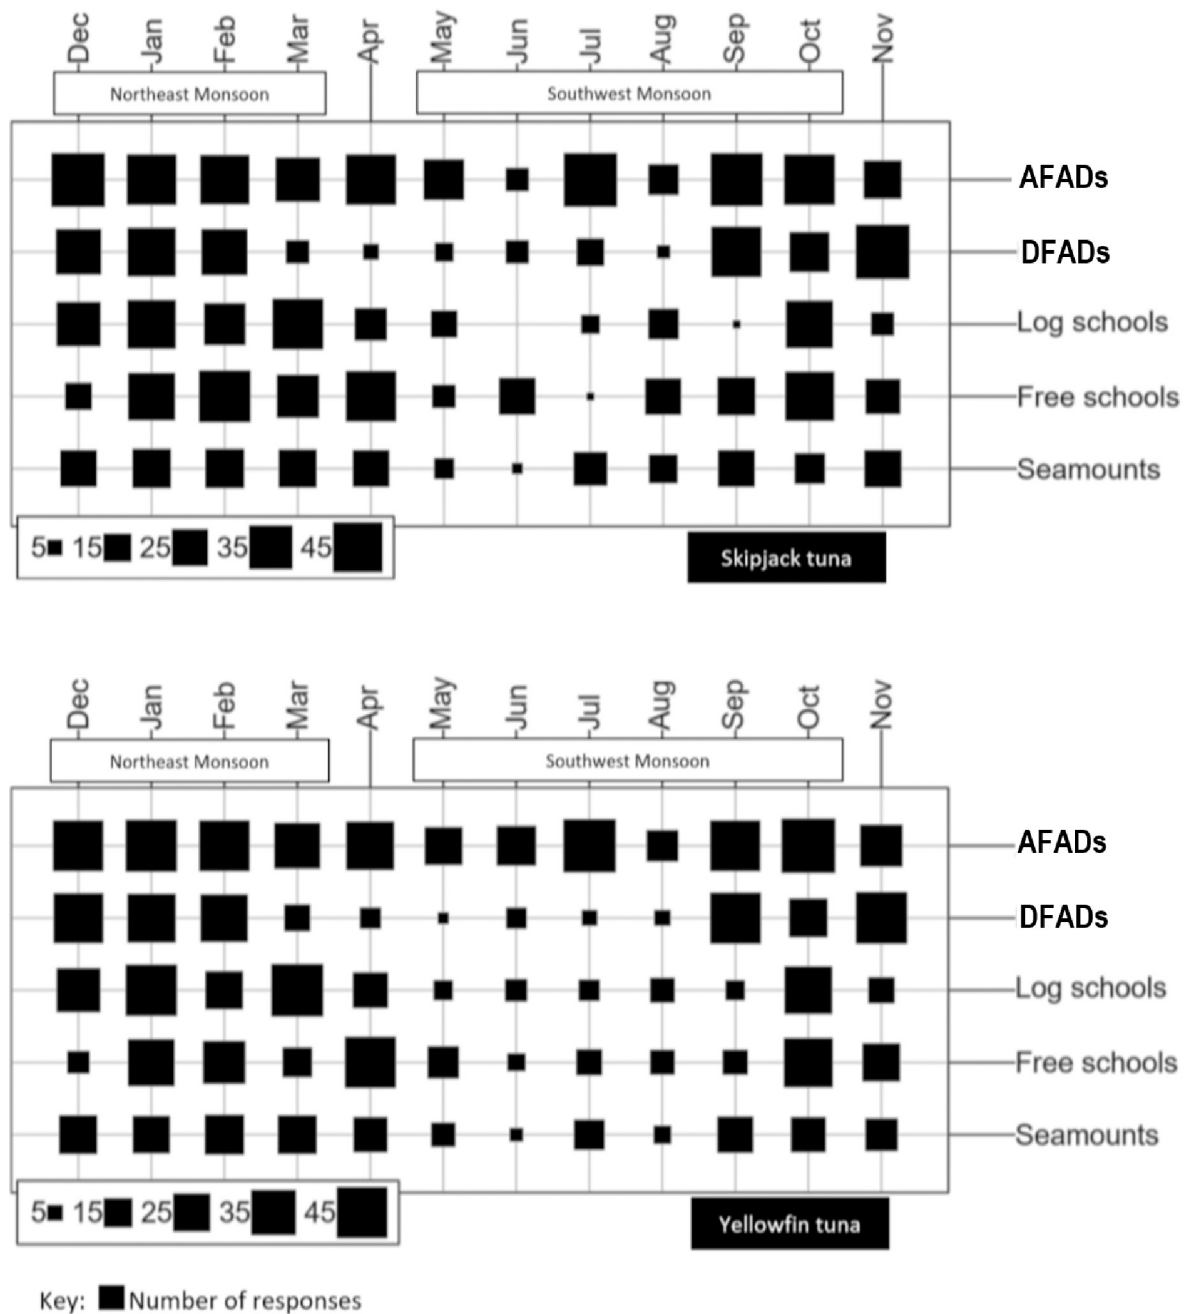 Dec Jan Feb Mar Apr May Jun Jul Aug Sep Oct Nov
Northeast Monsoon Southwest Monsoon
AFADs
DFADs
Log schools
Free schools
Seamounts
5 15 25 35 45
Skipjack tuna
Dec Jan Feb Mar Apr May Jun Jul Aug Sep Oct Nov
Northeast Monsoon Southwest Monsoon
AFADs
DFADs
Log schools
Free schools
Seamounts
5 15 25 35 45
Yellowfin tuna
Key: Number of responses